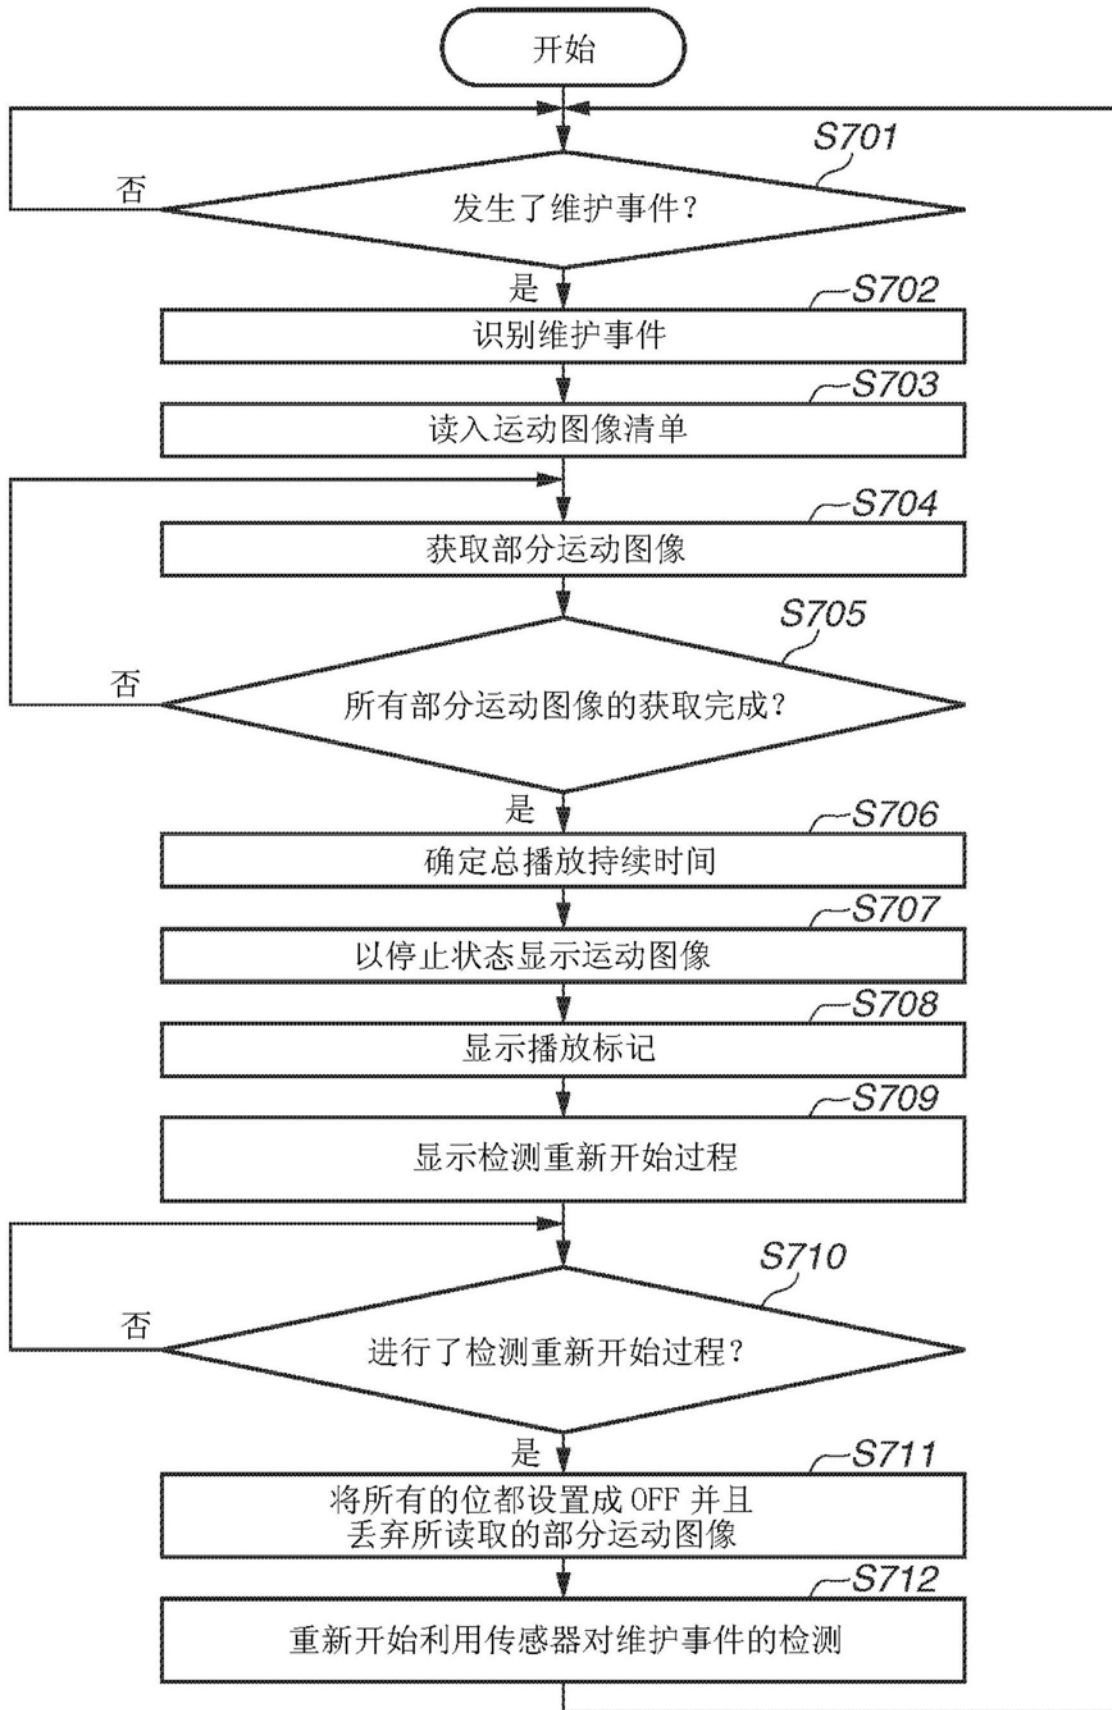 开始
S701
否
发生了维护事件?
是
S702
识别维护事件
S703
读入运动图像清单
S704
获取部分运动图像
S705
否
所有部分运动图像的获取完成?
是
S706
确定总播放持续时间
S707
以停止状态显示运动图像
S708
显示播放标记
S709
显示检测重新开始过程
S710
否
进行了检测重新开始过程?
是
S711
将所有的位都设置成 OFF 并且
丢弃所读取的部分运动图像
S712
重新开始利用传感器对维护事件的检测